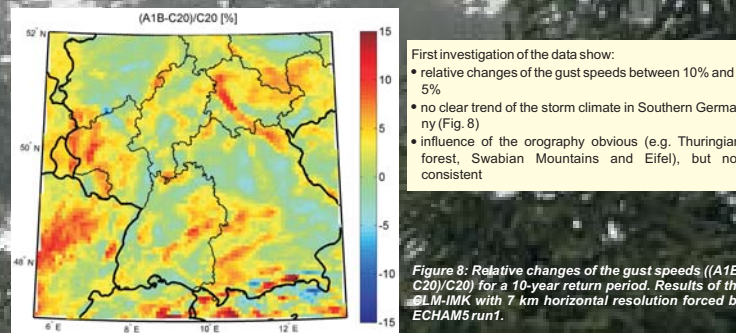 (A1B-C20)/C20 [%]
52° N
50° N
48° N
6° E 8° E 10° E 12° E
15
10
5
0
-5
-10
-15
First investigation of the data show:
• relative changes of the gust speeds between 10% and
5%
• no clear trend of the storm climate in Southern Germa
ny (Fig. 8)
• influence of the orography obvious (e.g. Thuringian
forest, Swabian Mountains and Eifel), but no
consistent
Figure 8: Relative changes of the gust speeds ((A1B
C20)/C20) for a 10-year return period. Results of th
CLM-IMK with 7 km horizontal resolution forced b
ECHAM5 run1.